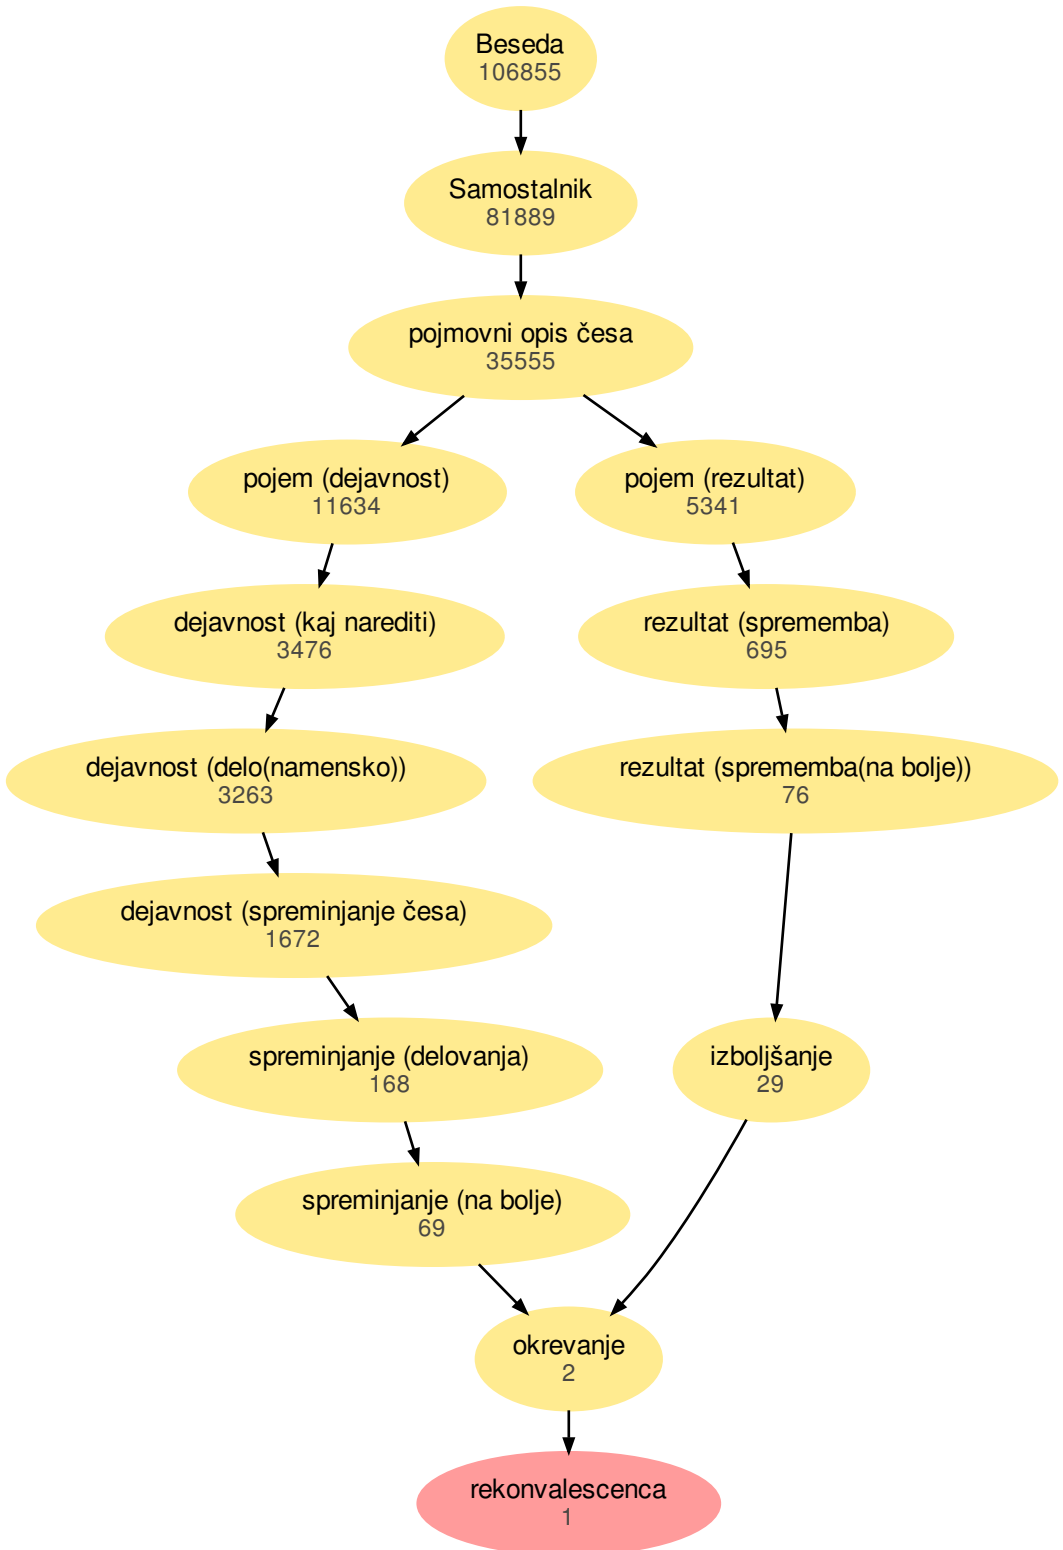 Beseda
106855
Samostalnik
81889
pojmovni opis česa
35555
pojem (dejavnost)
11634
pojem (rezultat)
5341
dejavnost (kaj narediti)
3476
rezultat (sprememba)
695
dejavnost (delo(namensko))
3263
rezultat (sprememba(na bolje))
76
dejavnost (spreminjanje česa)
1672
spreminjanje (delovanja)
168
izboljšanje
29
spreminjanje (na bolje)
69
okrevanje
2
rekonvalescenca
1